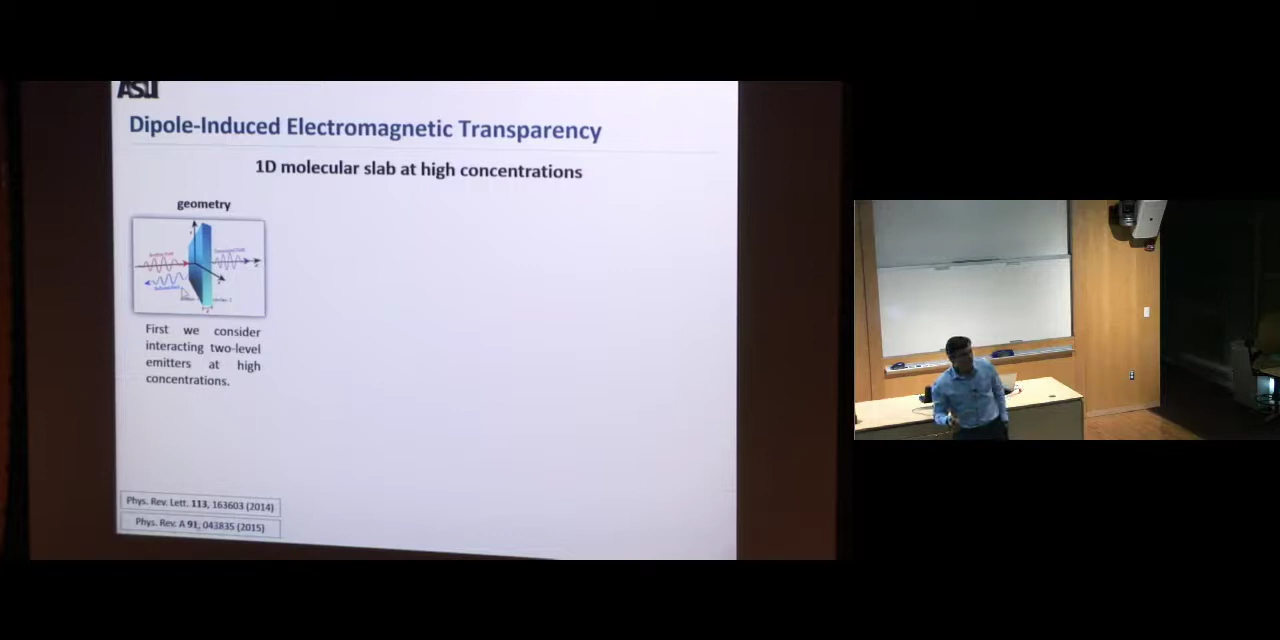 ASU
Dipole-Induced Electromagnetic Transparency
1D molecular slab at high concentrations
geometry
First we consider
interacting two-level
emitters at high
concentrations.
Phys. Rev. Lett. 113, 163603 (2014)
Phys. Rev. A 91, 043835 (2015)